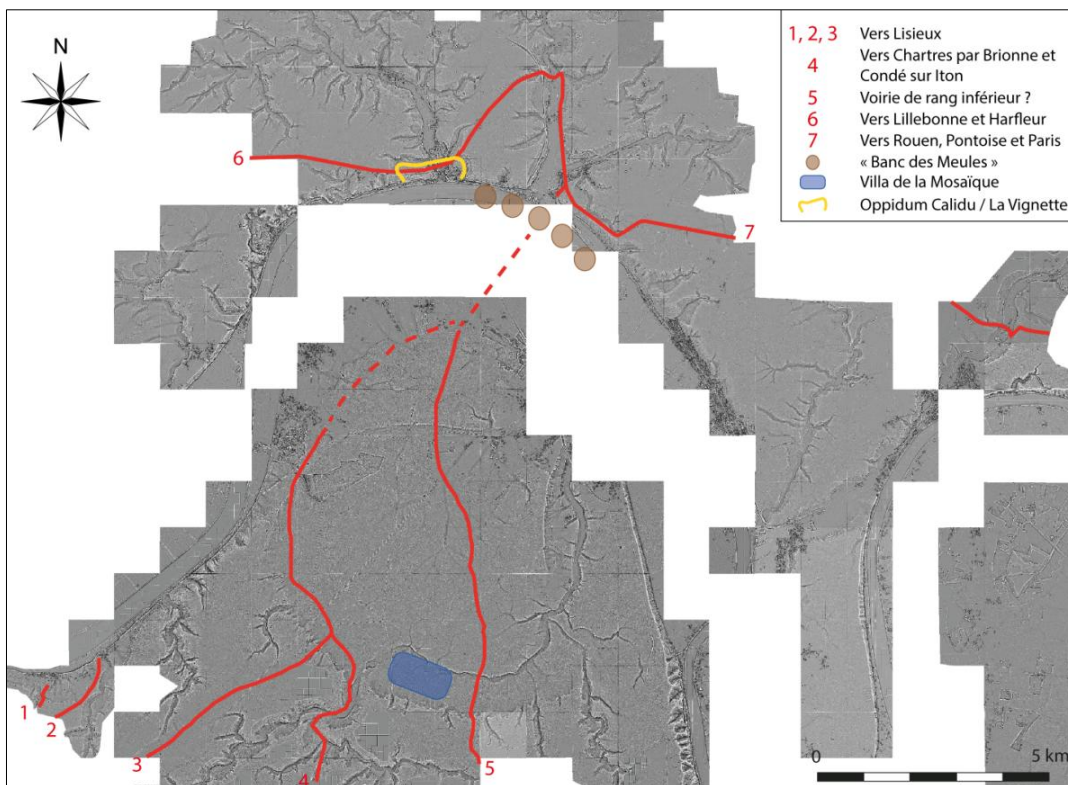 N
1, 2, 3 Vers Lisieux
4 Vers Chartres par Brionne et
Condé sur Iton
5 Voirie de rang inférieur ?
6 Vers Lillebonne et Harfleur
7 Vers Rouen, Pontoise et Paris
« Banc des Meules »
Villa de la Mosaïque
Oppidum Calidu / La Vignette
6
7
1
2
3
4
5
0 5 km